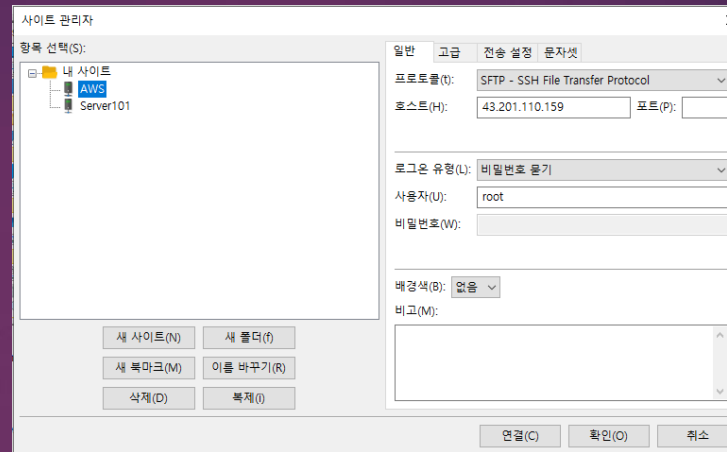 사이트 관리자
항목 선택(S):
내 사이트
AWS
Server101
새 사이트(N) 새 폴더(f)
새 북마크(M) 이름 바꾸기(R)
삭제(D) 복제(I)
일반 고급 전송 설정 문자셋
프로토콜(t): SFTP - SSH File Transfer Protocol
호스트(H): 43.201.110.159 포트(P):
로그온 유형(L): 비밀번호 묻기
사용자(U): root
비밀번호(W):
배경색(B): 없음
비고(M):
연결(C) 확인(O) 취소